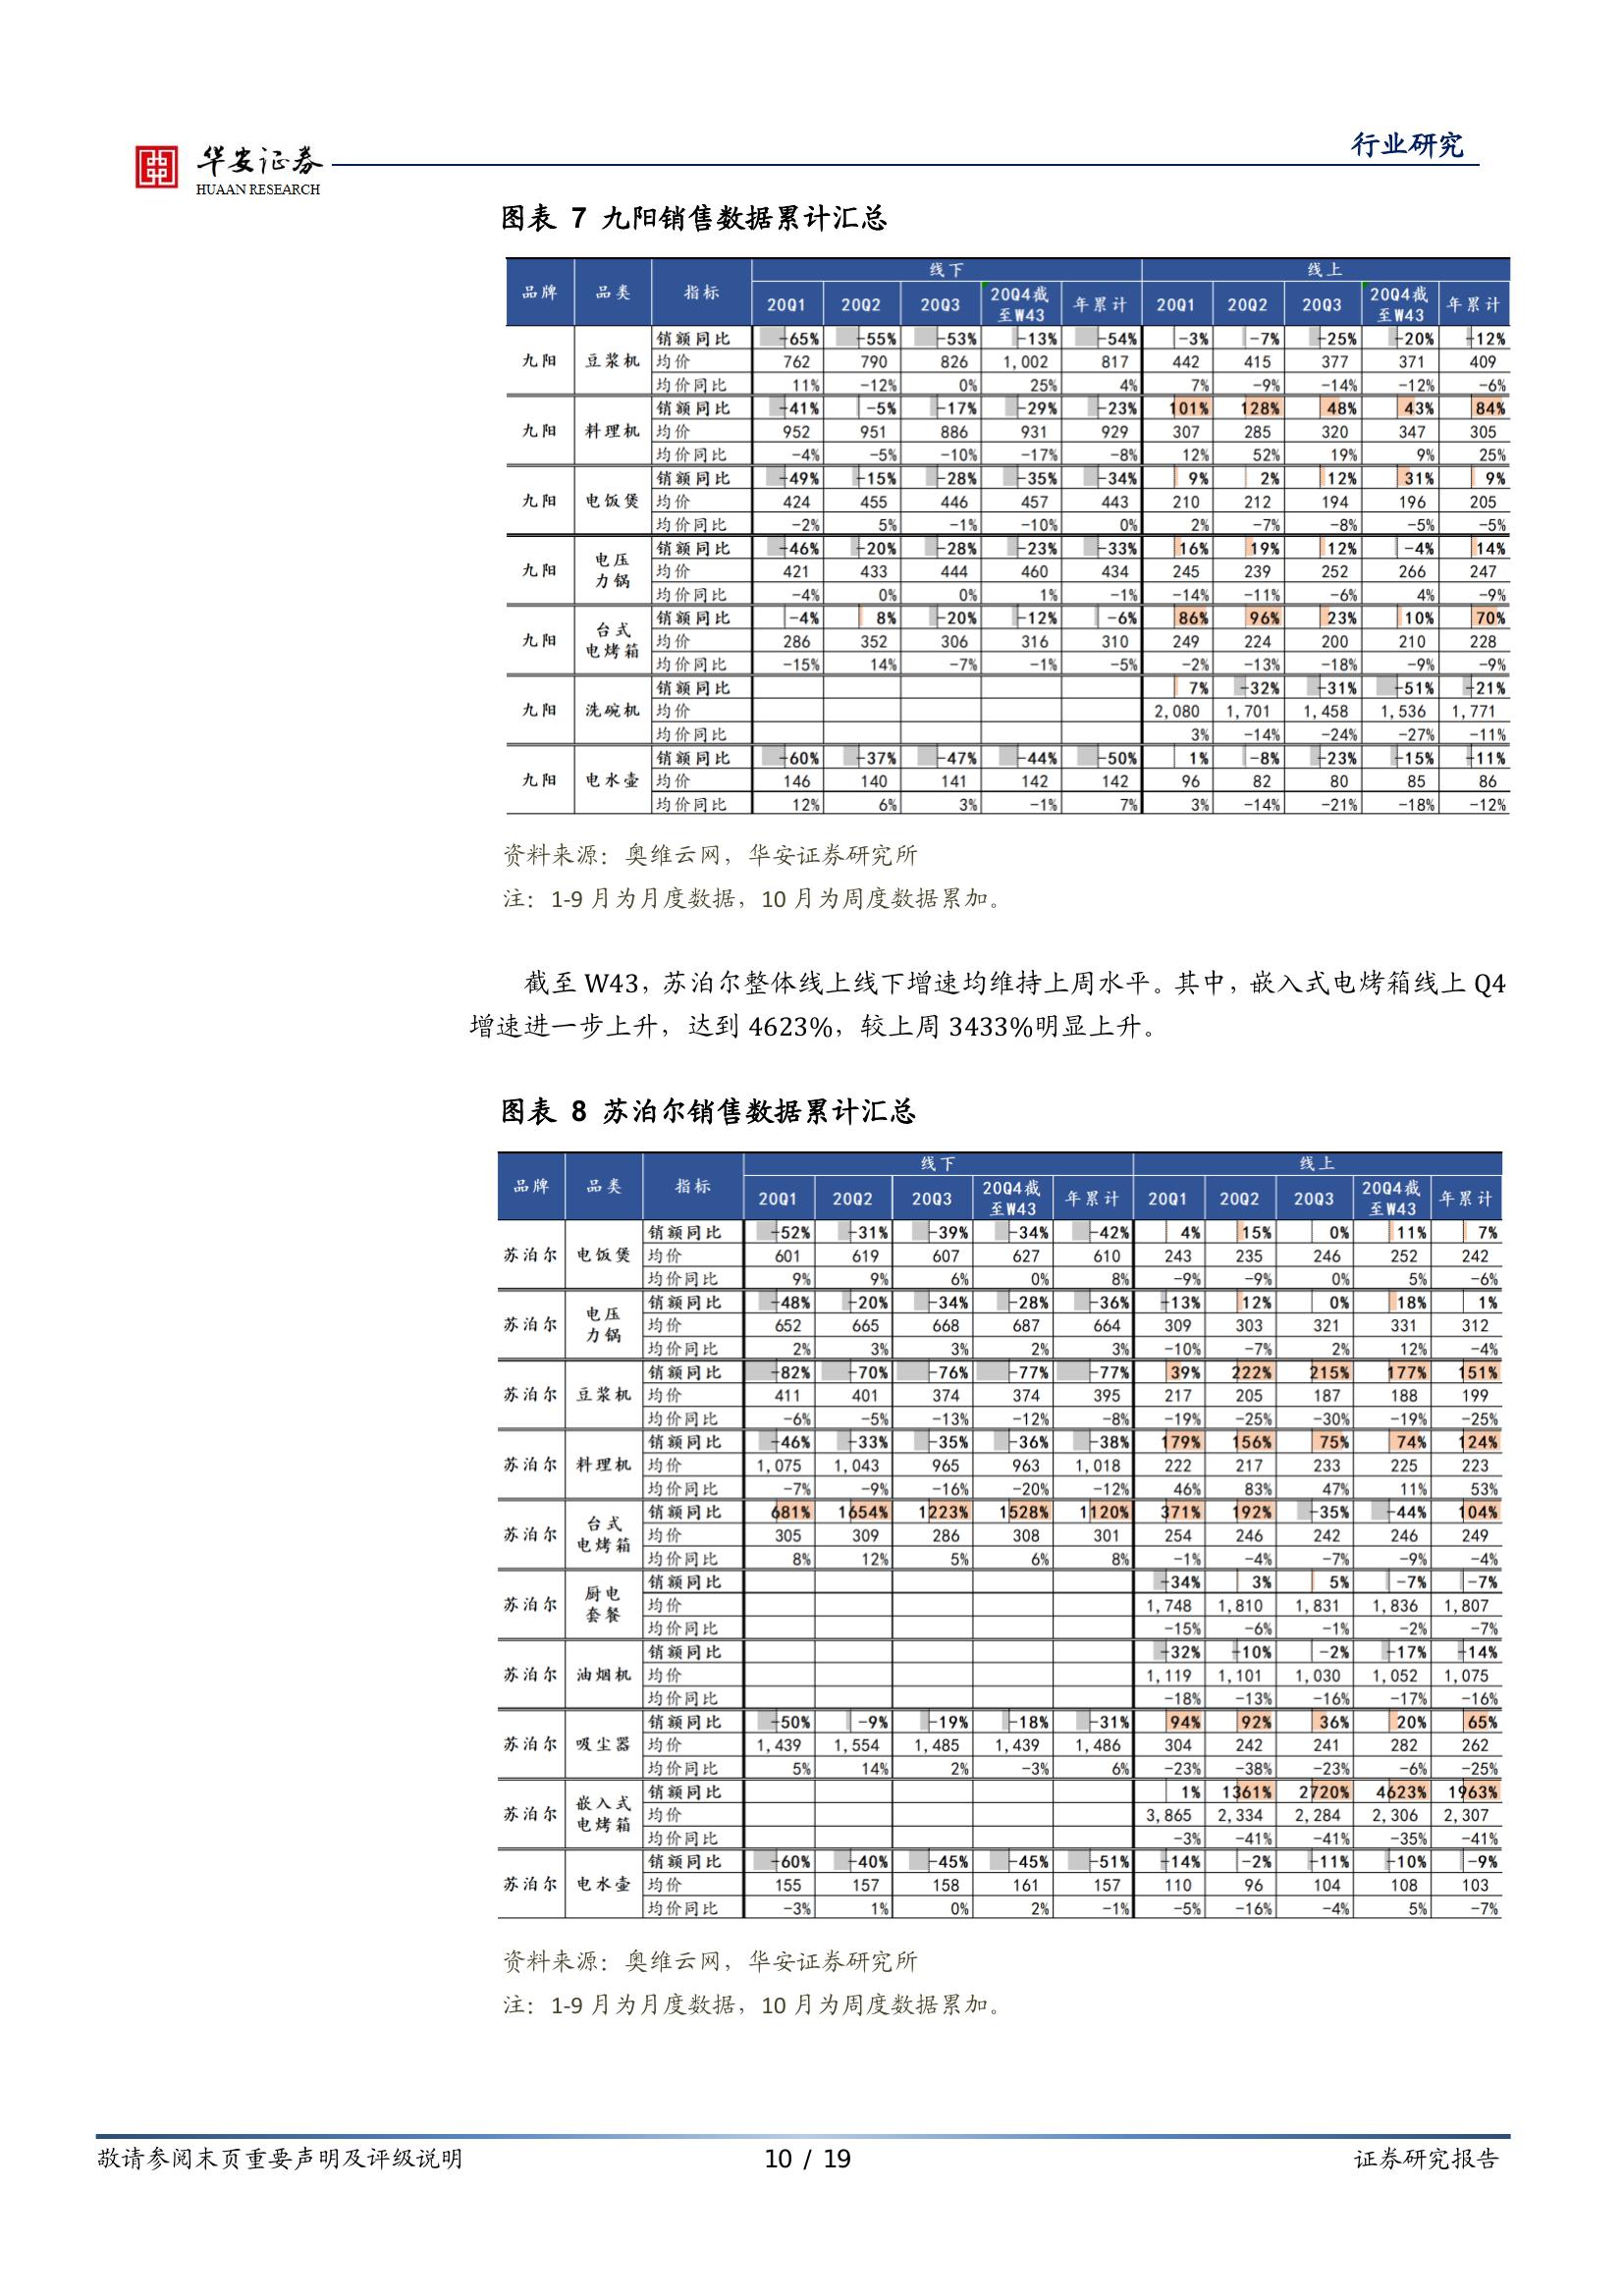 华安证券
HUAAN RESEARCH
行业研究
图表 7 九阳销售数据累计汇总
品牌 品类 指标 线下 线上
20Q1 20Q2 20Q3 20Q4截至W43 年累计 20Q1 20Q2 20Q3 20Q4截至W43 年累计
九阳 豆浆机 销额同比 -65% -55% -53% -13% -54% -3% -7% -25% -20% -12%
均价 762 790 826 1,002 817 442 415 377 371 409
均价同比 11% -12% 0% 25% 4% 7% -9% -14% -12% -6%
九阳 料理机 销额同比 -41% -5% -17% -29% -23% 101% 128% 48% 43% 84%
均价 952 951 886 931 929 307 285 320 347 305
均价同比 -4% -5% -10% -17% -8% 12% 52% 19% 9% 25%
九阳 电饭煲 销额同比 -49% -15% -28% -35% -34% 9% 2% 12% 31% 9%
均价 424 455 446 457 443 210 212 194 196 205
均价同比 -2% 5% -1% -10% 0% 2% -7% -8% -5% -5%
九阳 电压力锅 销额同比 -46% -20% -28% -23% -33% 16% 19% 12% -4% 14%
均价 421 433 444 460 434 245 239 252 266 247
均价同比 -4% 0% 0% 1% -1% -14% -11% -6% 4% -9%
九阳 台式电烤箱 销额同比 -4% 8% -20% -12% -6% 86% 96% 23% 10% 70%
均价 286 352 306 316 310 249 224 200 210 228
均价同比 -15% 14% -7% -1% -5% -2% -13% -18% -9% -9%
九阳 洗碗机 销额同比 7% -32% -31% -51% -21%
均价 2,080 1,701 1,458 1,536 1,771
均价同比 3% -14% -24% -27% -11%
九阳 电水壶 销额同比 -60% -37% -47% -44% -50% 1% -8% -23% -15% -11%
均价 146 140 141 142 142 96 82 80 85 86
均价同比 12% 6% 3% -1% 7% 3% -14% -21% -18% -12%
资料来源：奥维云网，华安证券研究所
注：1-9 月为月度数据，10 月为周度数据累加。
截至 W43，苏泊尔整体线上线下增速均维持上周水平。其中，嵌入式电烤箱线上 Q4
增速进一步上升，达到 4623%，较上周 3433%明显上升。
图表 8 苏泊尔销售数据累计汇总
品牌 品类 指标 线下 线上
20Q1 20Q2 20Q3 20Q4截至W43 年累计 20Q1 20Q2 20Q3 20Q4截至W43 年累计
苏泊尔 电饭煲 销额同比 -52% -31% -39% -34% -42% 4% 15% 0% 11% 7%
均价 601 619 607 627 610 243 235 246 252 242
均价同比 9% 9% 6% 0% 8% -9% -9% 0% 5% -6%
苏泊尔 电压力锅 销额同比 -48% -20% -34% -28% -36% -13% 12% 0% 18% 1%
均价 652 665 668 687 664 309 303 321 331 312
均价同比 2% 3% 3% 2% 3% -10% -7% 2% 12% -4%
苏泊尔 豆浆机 销额同比 -82% -70% -76% -77% -77% 39% 222% 215% 177% 151%
均价 411 401 374 374 395 217 205 187 188 199
均价同比 -6% -5% -13% -12% -8% -19% -25% -30% -19% -25%
苏泊尔 料理机 销额同比 -46% -33% -35% -36% -38% 179% 156% 75% 74% 124%
均价 1,075 1,043 965 963 1,018 222 217 233 225 223
均价同比 -7% -9% -16% -20% -12% 46% 83% 47% 11% 53%
苏泊尔 台式电烤箱 销额同比 681% 1654% 1223% 1528% 1120% 371% 192% -35% -44% 104%
均价 305 309 286 308 301 254 246 242 246 249
均价同比 8% 12% 5% 6% 8% -1% -4% -7% -9% -4%
苏泊尔 厨电套餐 销额同比 -34% 3% 5% -7% -7%
均价 1,748 1,810 1,831 1,836 1,807
均价同比 -15% -6% -1% -2% -7%
苏泊尔 油烟机 销额同比 -32% -10% -2% -17% -14%
均价 1,119 1,101 1,030 1,052 1,075
均价同比 -18% -13% -16% -17% -16%
苏泊尔 吸尘器 销额同比 -50% -9% -19% -18% -31% 94% 92% 36% 20% 65%
均价 1,439 1,554 1,485 1,439 1,486 304 242 241 282 262
均价同比 5% 14% 2% -3% 6% -23% -38% -23% -6% -25%
苏泊尔 嵌入式电烤箱 销额同比 1% 1361% 2720% 4623% 1963%
均价 3,865 2,334 2,284 2,306 2,307
均价同比 -3% -41% -41% -35% -41%
苏泊尔 电水壶 销额同比 -60% -40% -45% -45% -51% -14% -2% -11% -10% -9%
均价 155 157 158 161 157 110 96 104 108 103
均价同比 -3% 1% 0% 2% -1% -5% -16% -4% 5% -7%
资料来源：奥维云网，华安证券研究所
注：1-9 月为月度数据，10 月为周度数据累加。
敬请参阅末页重要声明及评级说明 10 / 19 证券研究报告